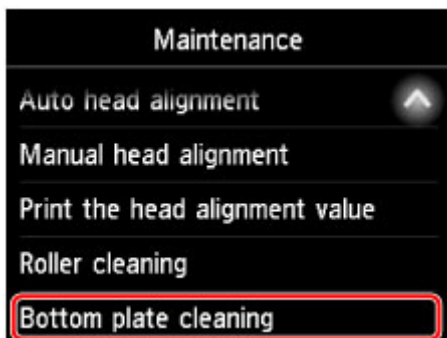 Maintenance
Auto head alignment
Manual head alignment
Print the head alignment value
Roller cleaning
Bottom plate cleaning